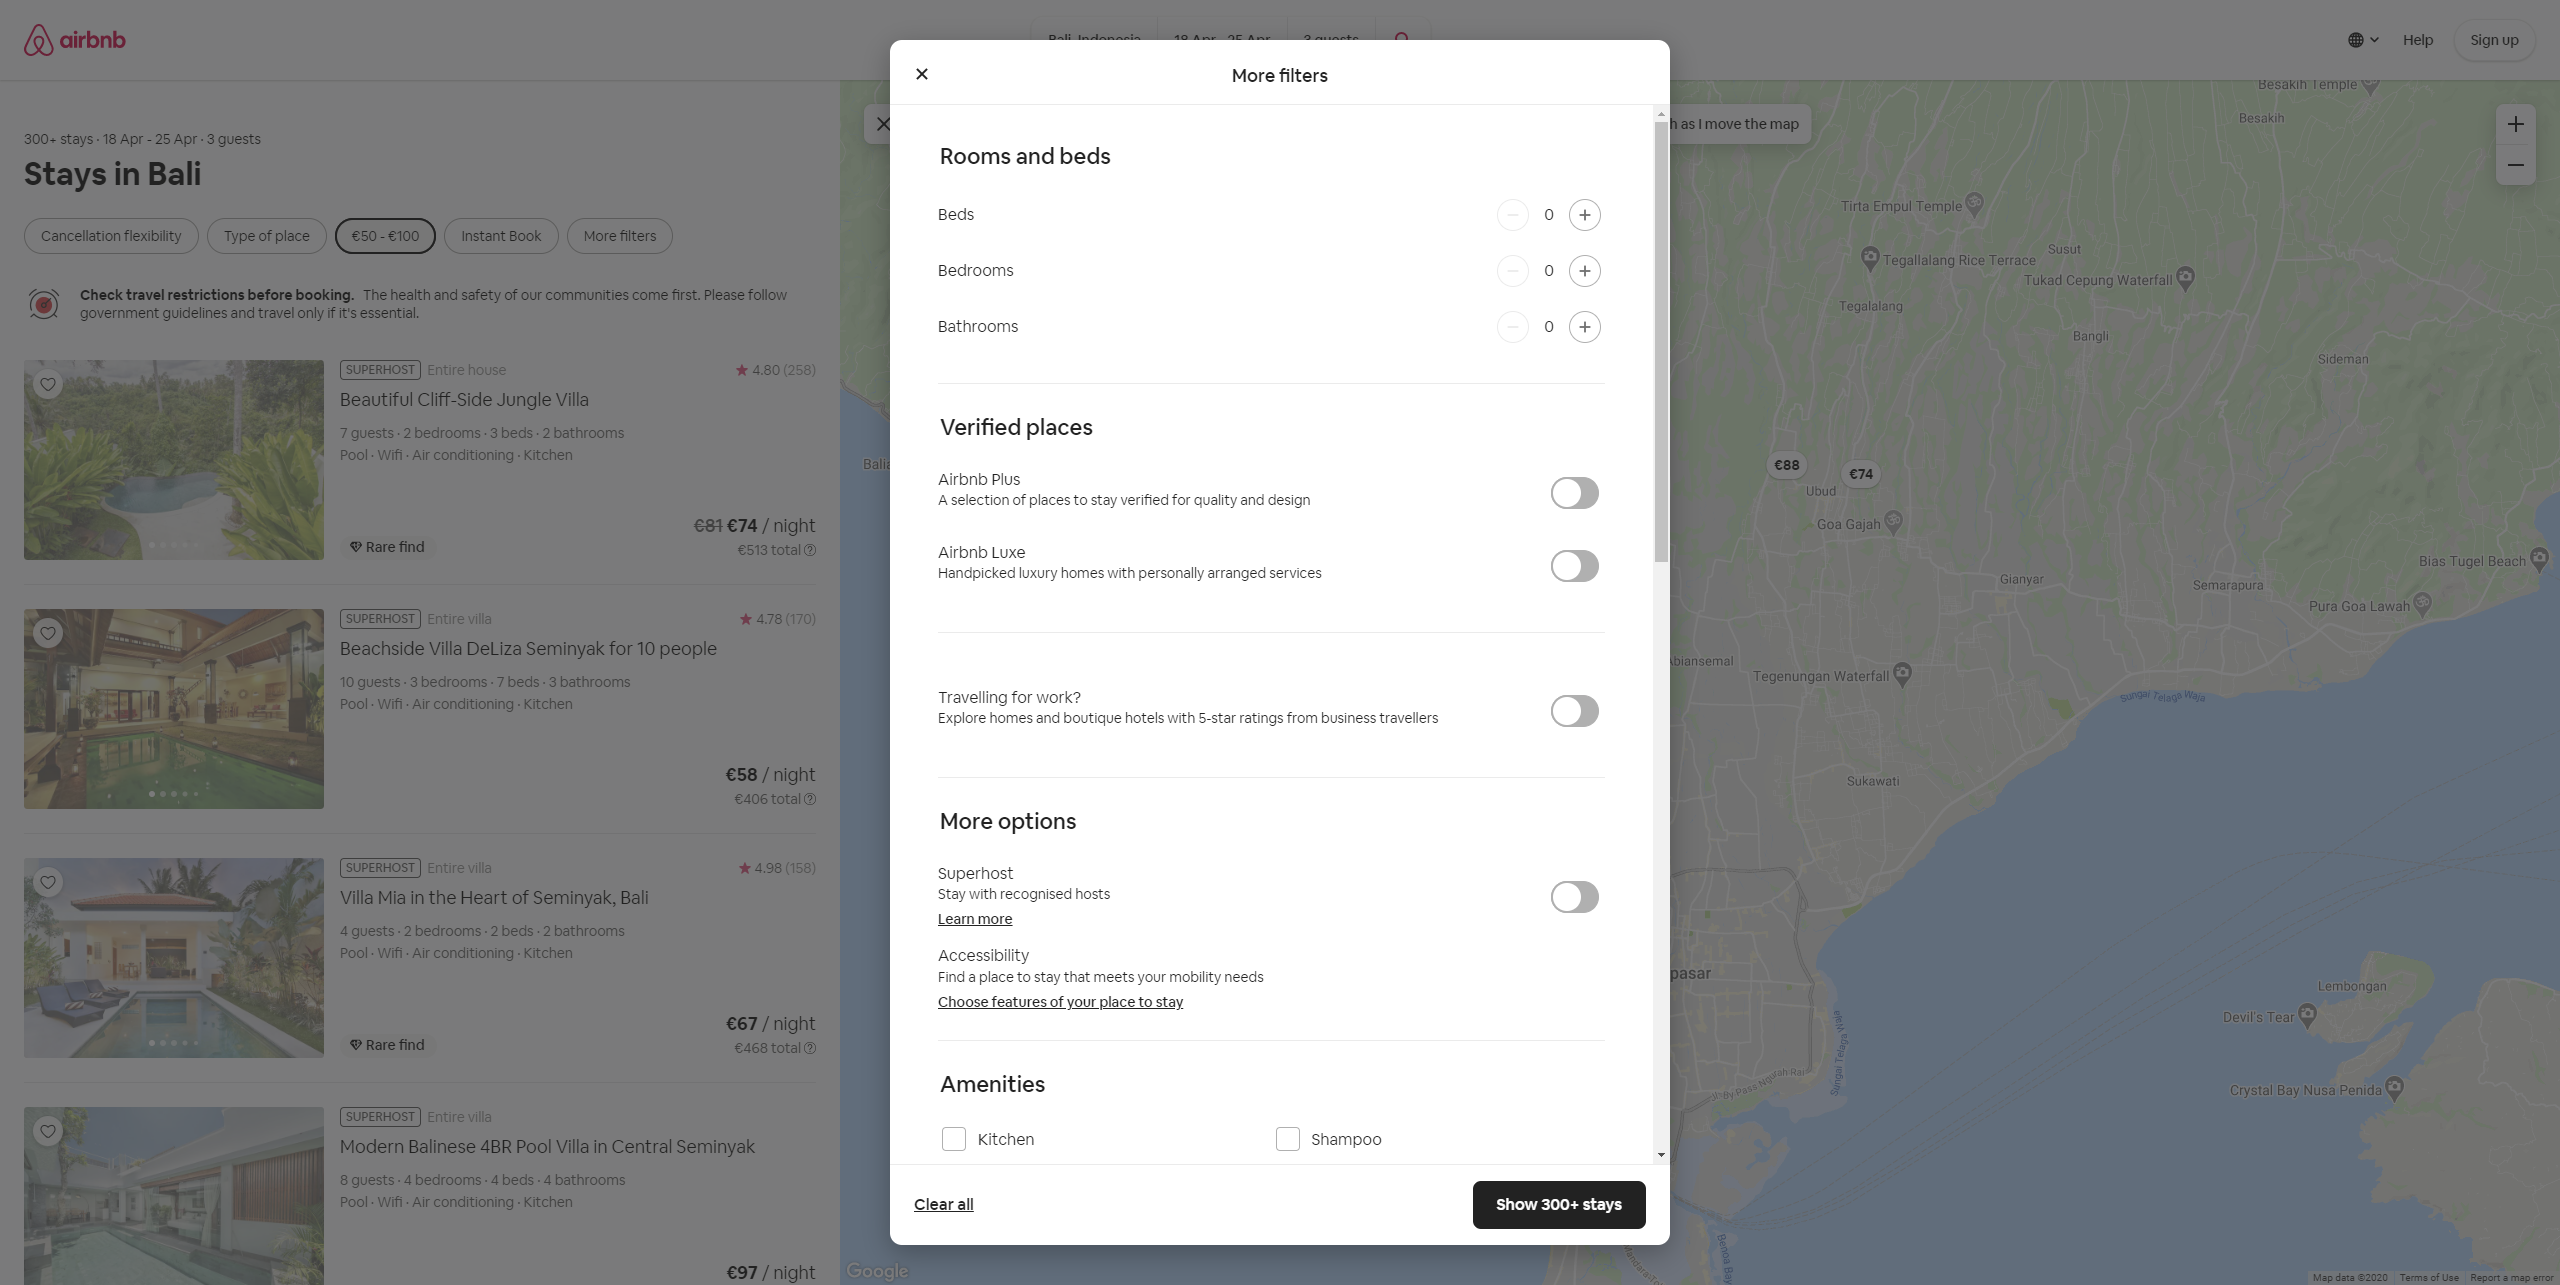 airbnb
Bali, Indonesia
18 Apr - 25 Apr
3 guests
Help
Sign up
300+ stays · 18 Apr - 25 Apr · 3 guests
Stays in Bali
Cancellation flexibility
Type of place
€50 - €100
Instant Book
More filters
Check travel restrictions before booking. The health and safety of our communities come first. Please follow
government guidelines and travel only if it's essential.
SUPERHOST Entire house
4.80 (258)
Beautiful Cliff-Side Jungle Villa
7 guests · 2 bedrooms · 3 beds · 2 bathrooms
Pool · Wifi · Air conditioning · Kitchen
€81 €74 / night
Rare find
€513 total
SUPERHOST Entire villa
4.78 (170)
Beachside Villa DeLiza Seminyak for 10 people
10 guests · 3 bedrooms · 7 beds · 3 bathrooms
Pool · Wifi · Air conditioning · Kitchen
€58 / night
€406 total
SUPERHOST Entire villa
4.98 (158)
Villa Mia in the Heart of Seminyak, Bali
4 guests · 2 bedrooms · 2 beds · 2 bathrooms
Pool · Wifi · Air conditioning · Kitchen
€67 / night
Rare find
€468 total
SUPERHOST Entire villa
Modern Balinese 4BR Pool Villa in Central Seminyak
8 guests · 4 bedrooms · 4 beds · 4 bathrooms
Pool · Wifi · Air conditioning · Kitchen
€97 / night
More filters
Rooms and beds
Beds
0
Bedrooms
0
Bathrooms
0
Verified places
Airbnb Plus
A selection of places to stay verified for quality and design
Airbnb Luxe
Handpicked luxury homes with personally arranged services
Travelling for work?
Explore homes and boutique hotels with 5-star ratings from business travellers
More options
Superhost
Stay with recognised hosts
Learn more
Accessibility
Find a place to stay that meets your mobility needs
Choose features of your place to stay
Amenities
Kitchen
Shampoo
Clear all
Show 300+ stays
h as I move the map
Besakih Temple
Besakih
Tirta Empul Temple
Susut
Tegallalang Rice Terrace
Tukad Cepung Waterfall
Tegalalang
Bangli
Sideman
€88
€74
Ubud
Goa Gajah
Bias Tugel Beach
Gianyar
Semarapura
Pura Goa Lawah
Abiansemal
Tegenungan Waterfall
Sungai Telaga Waja
Sukawati
pasar
Lembongan
Devil's Tear
Sungai Telaga Waja
Crystal Bay Nusa Penida
Jl. By Pass Ngurah Rai
Google
Map data ©2020
Terms of Use
Report a map error